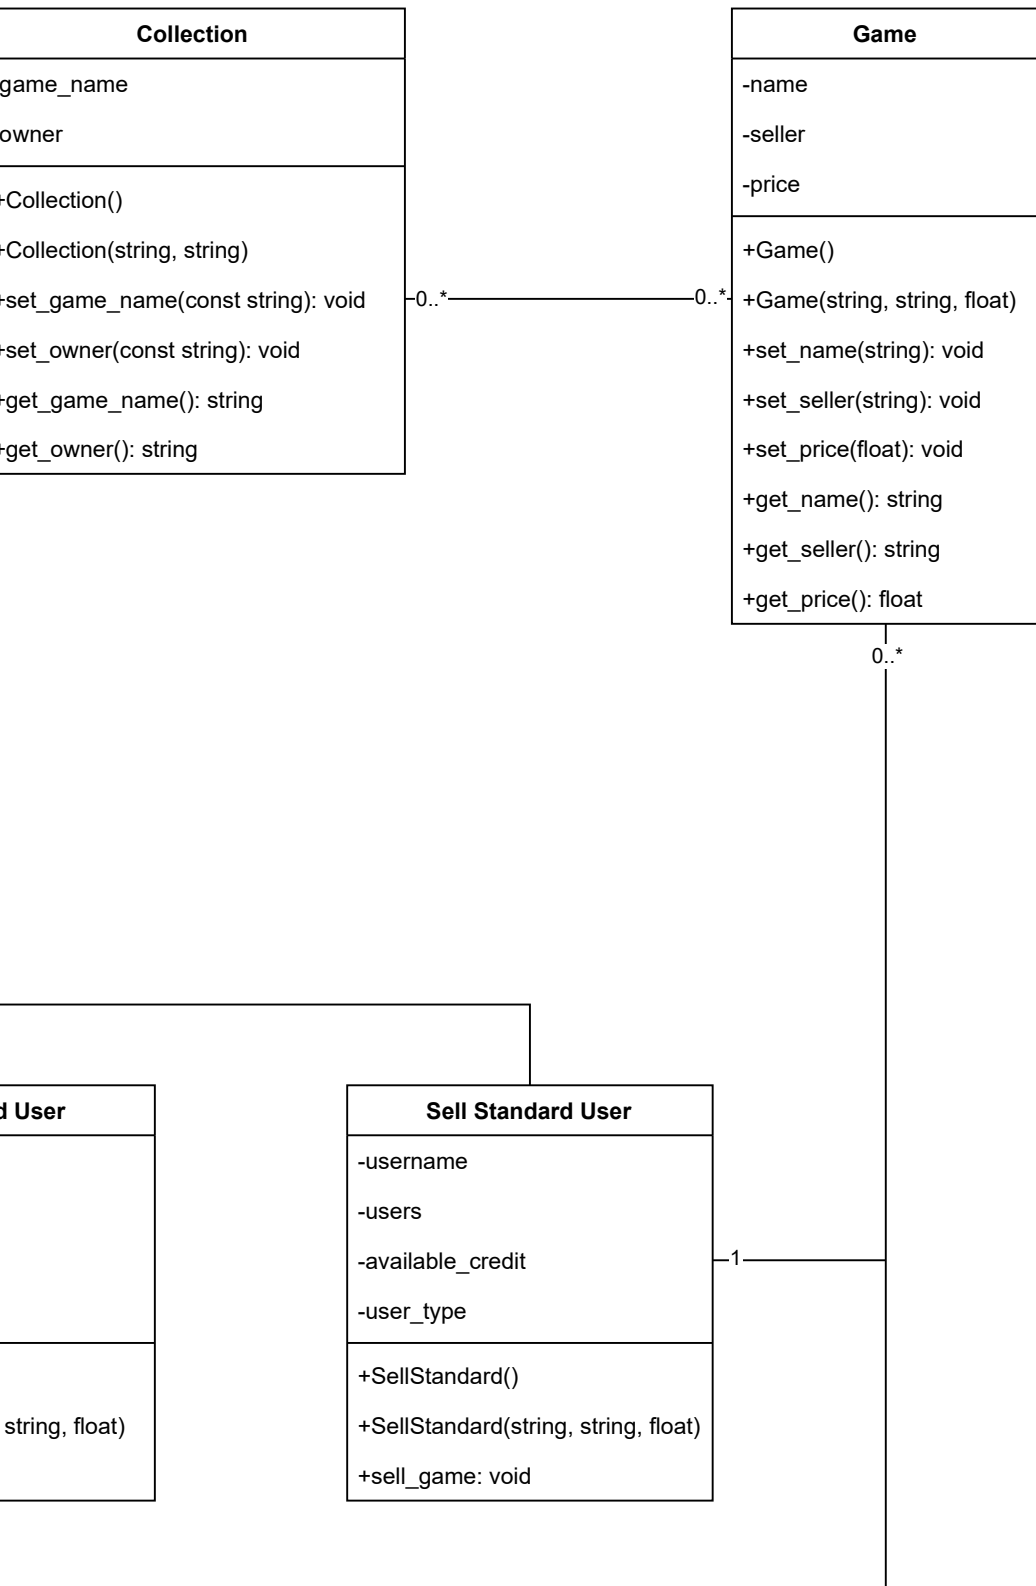 Collection
game_name
owner
+Collection()
+Collection(string, string)
+set_game_name(const string): void
+set_owner(const string): void
+get_game_name(): string
+get_owner(): string
0..*
0..*
Game
-name
-seller
-price
+Game()
+Game(string, string, float)
+set_name(string): void
+set_seller(string): void
+set_price(float): void
+get_name(): string
+get_seller(): string
+get_price(): float
0..*
User
string, float)
Sell Standard User
-username
-users
-available_credit
-user_type
+SellStandard()
+SellStandard(string, string, float)
+sell_game: void
1